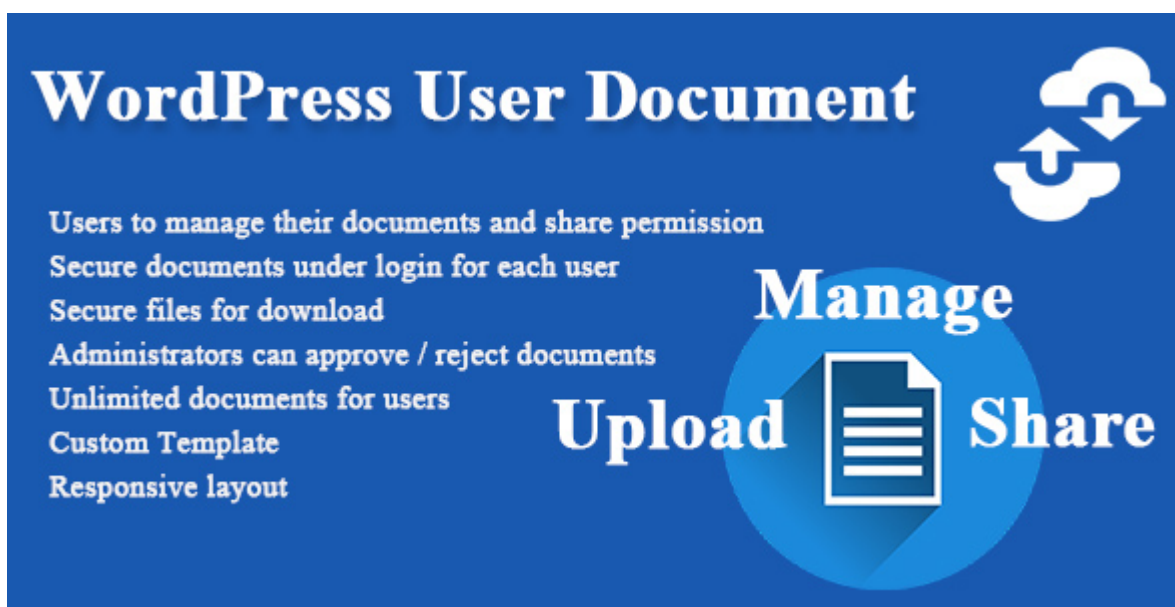 WordPress User Document
Users to manage their documents and share permission
Secure documents under login for each user
Secure files for download
Administrators can approve / reject documents
Unlimited documents for users
Custom Template
Responsive layout
Manage
Upload
Share